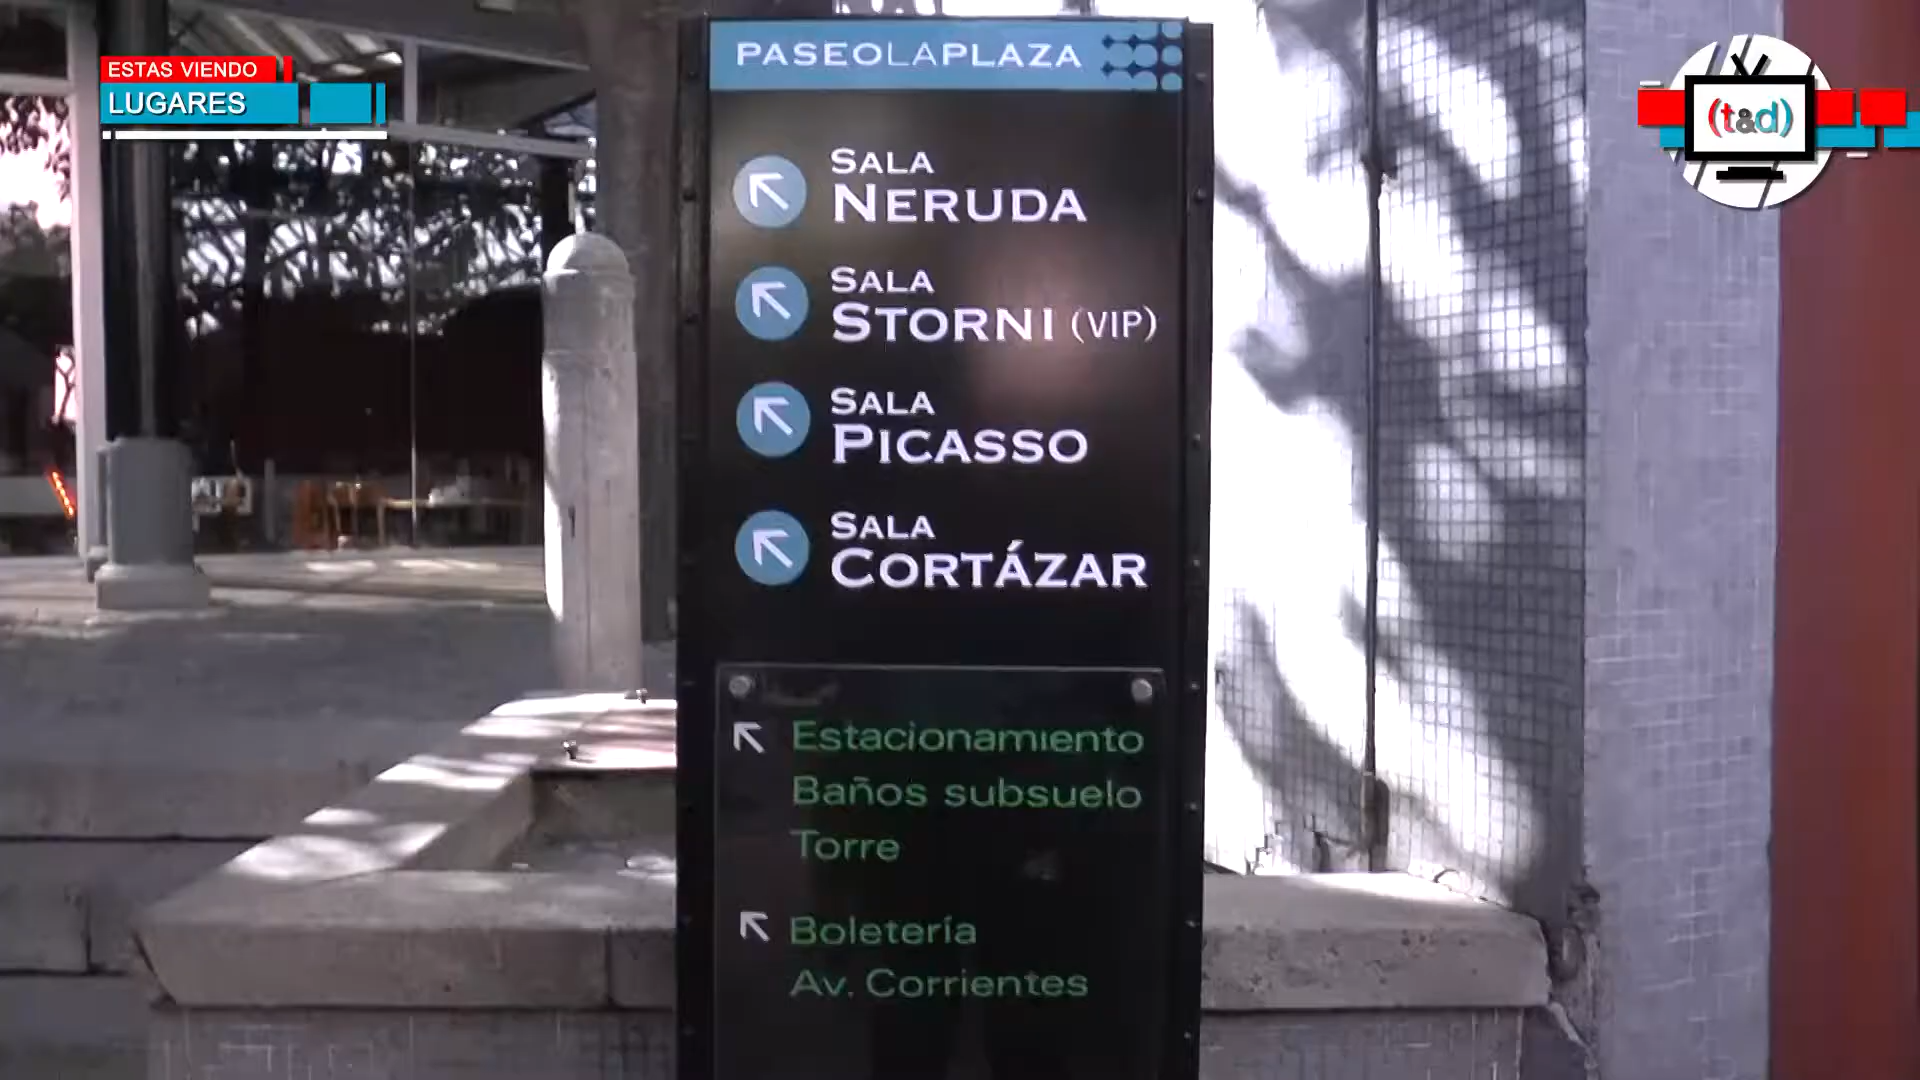 ESTAS VIENDO
LUGARES
(t&d)
PASEOLAPLAZA
SALA
NERUDA
SALA
STORNI (VIP)
SALA
PICASSO
SALA
CORTÁZAR
Estacionamiento
Baños subsuelo
Torre
Boletería
Av. Corrientes